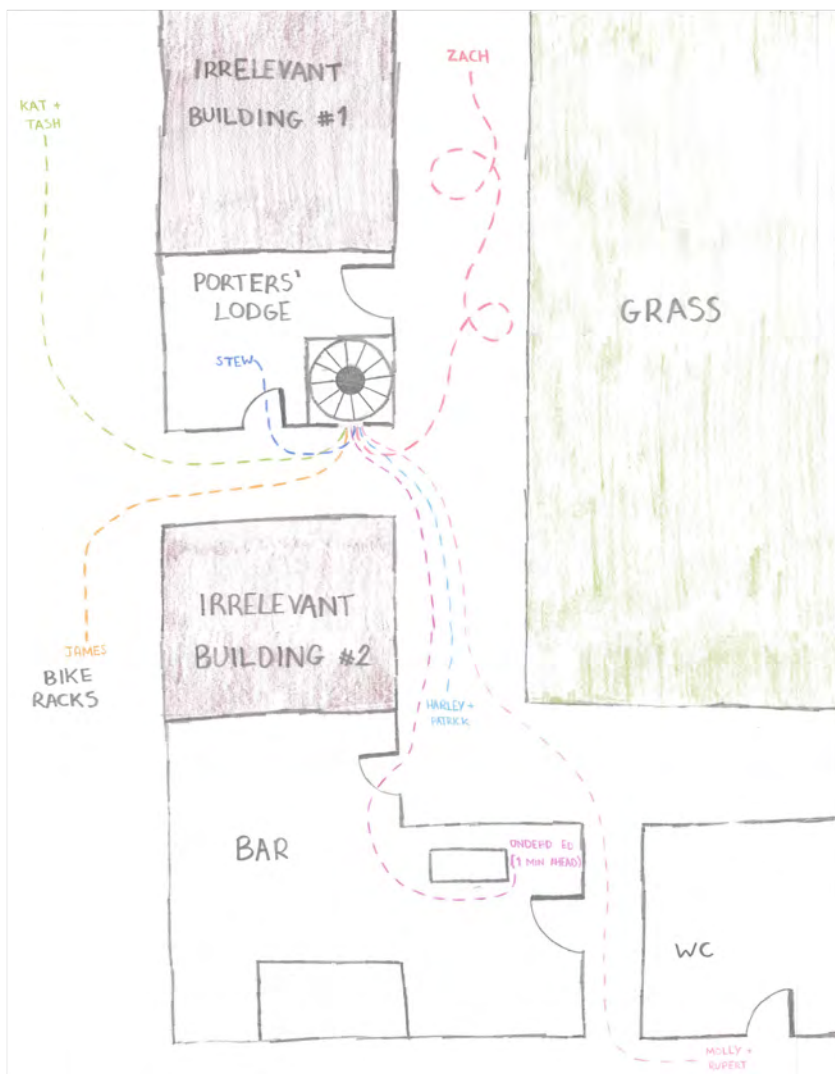 IRRELEVANT
BUILDING #1
ZACH
KAT +
TASH
PORTERS'
LODGE
GRASS
STEW
IRRELEVANT
BUILDING #2
JAMES
BIKE
RACKS
HARLEY +
PATRICK
BAR
ED
(1 MIN AHEAD)
WC
MOLLY +
RUPERT